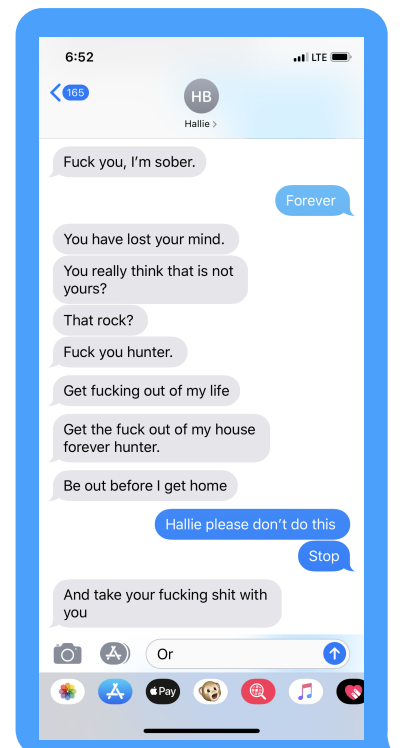 6:52
LTE
165
HB
Hallie >
Fuck you, I’m sober.
Forever
You have lost your mind.
You really think that is not
yours?
That rock?
Fuck you hunter.
Get fucking out of my life
Get the fuck out of my house
forever hunter.
Be out before I get home
Hallie please don’t do this
Stop
And take your fucking shit with
you
Or
Pay